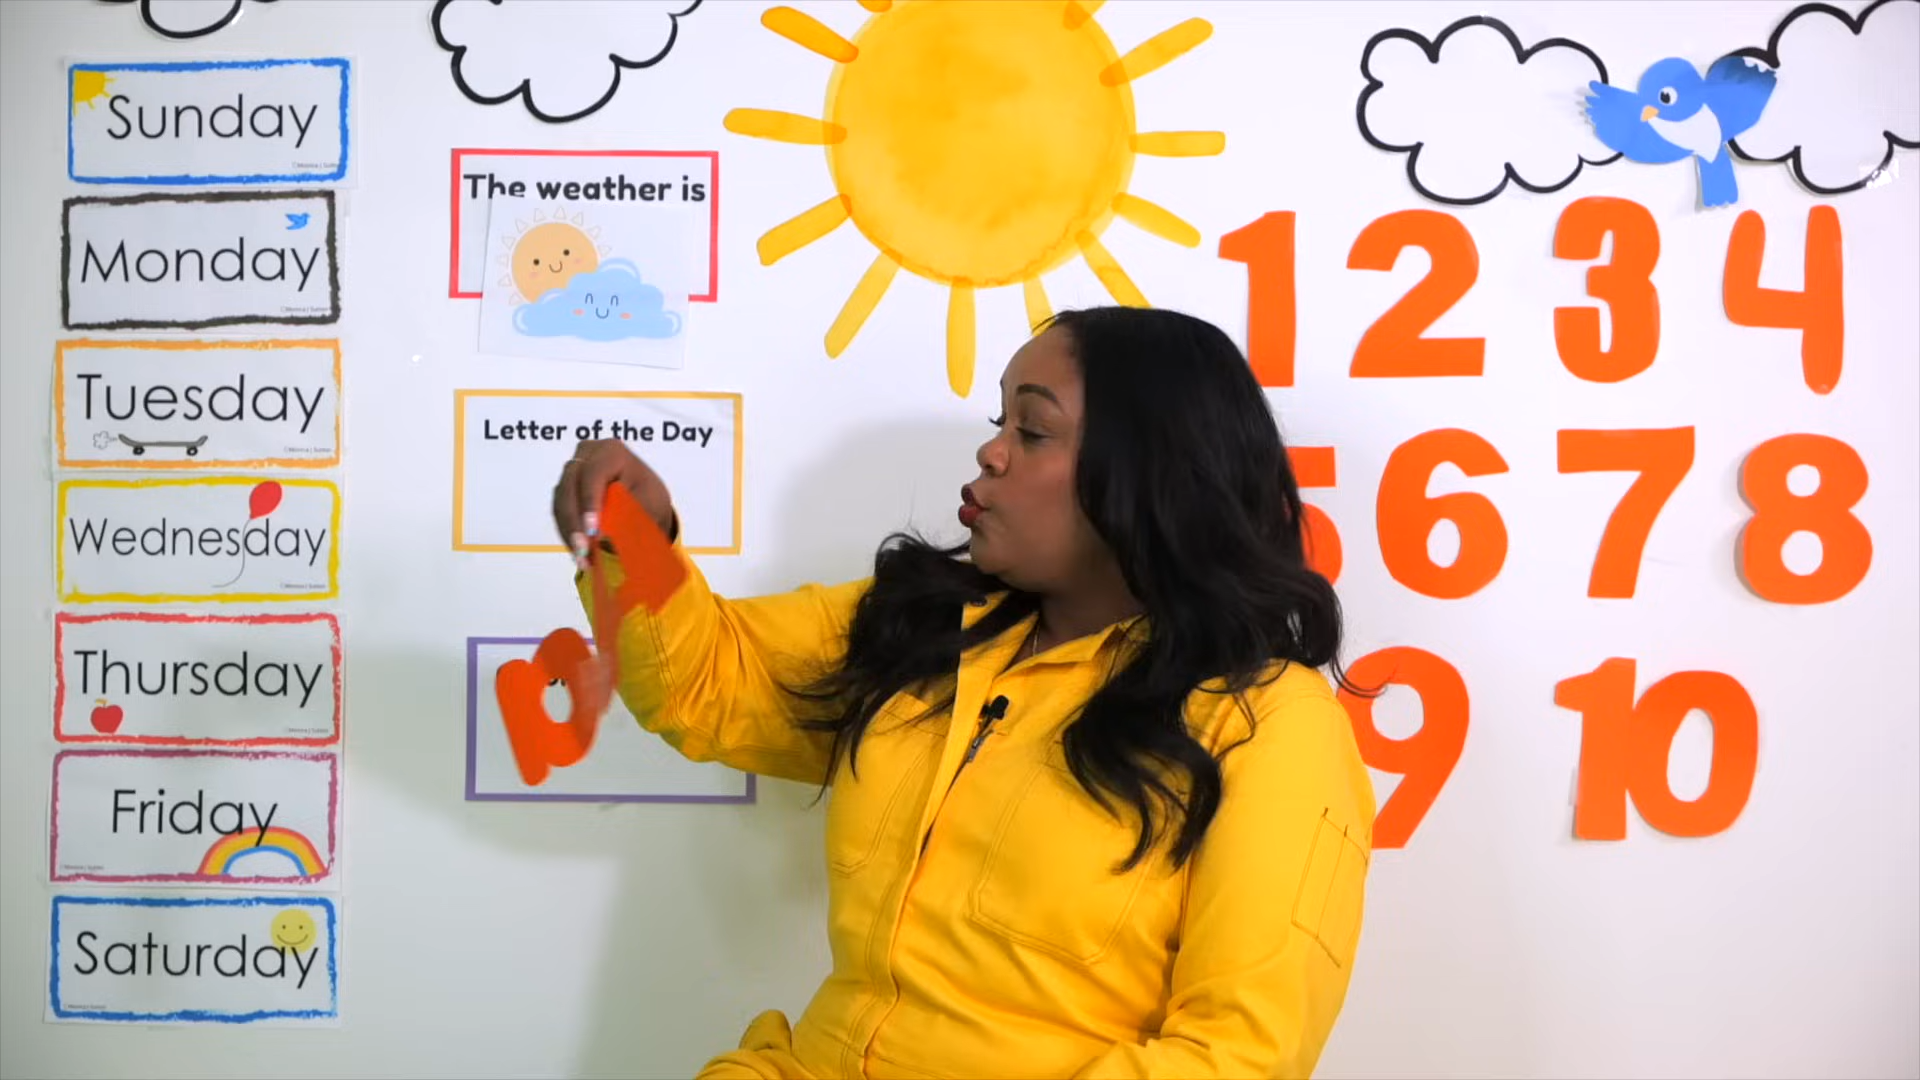 Sunday
Monday
Tuesday
Wednesday
Thursday
Friday
Saturday
The weather is
Letter of the Day
1 2 3 4
5 6 7 8
9 10